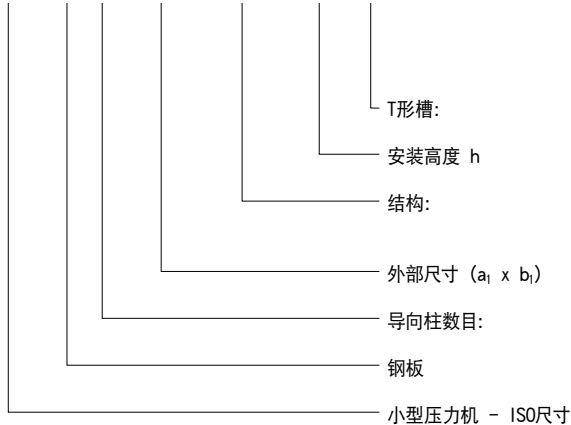 T形槽:
安装高度 h
结构:
外部尺寸 (a₁ x b₁)
导向柱数目:
钢板
小型压力机 - ISO尺寸